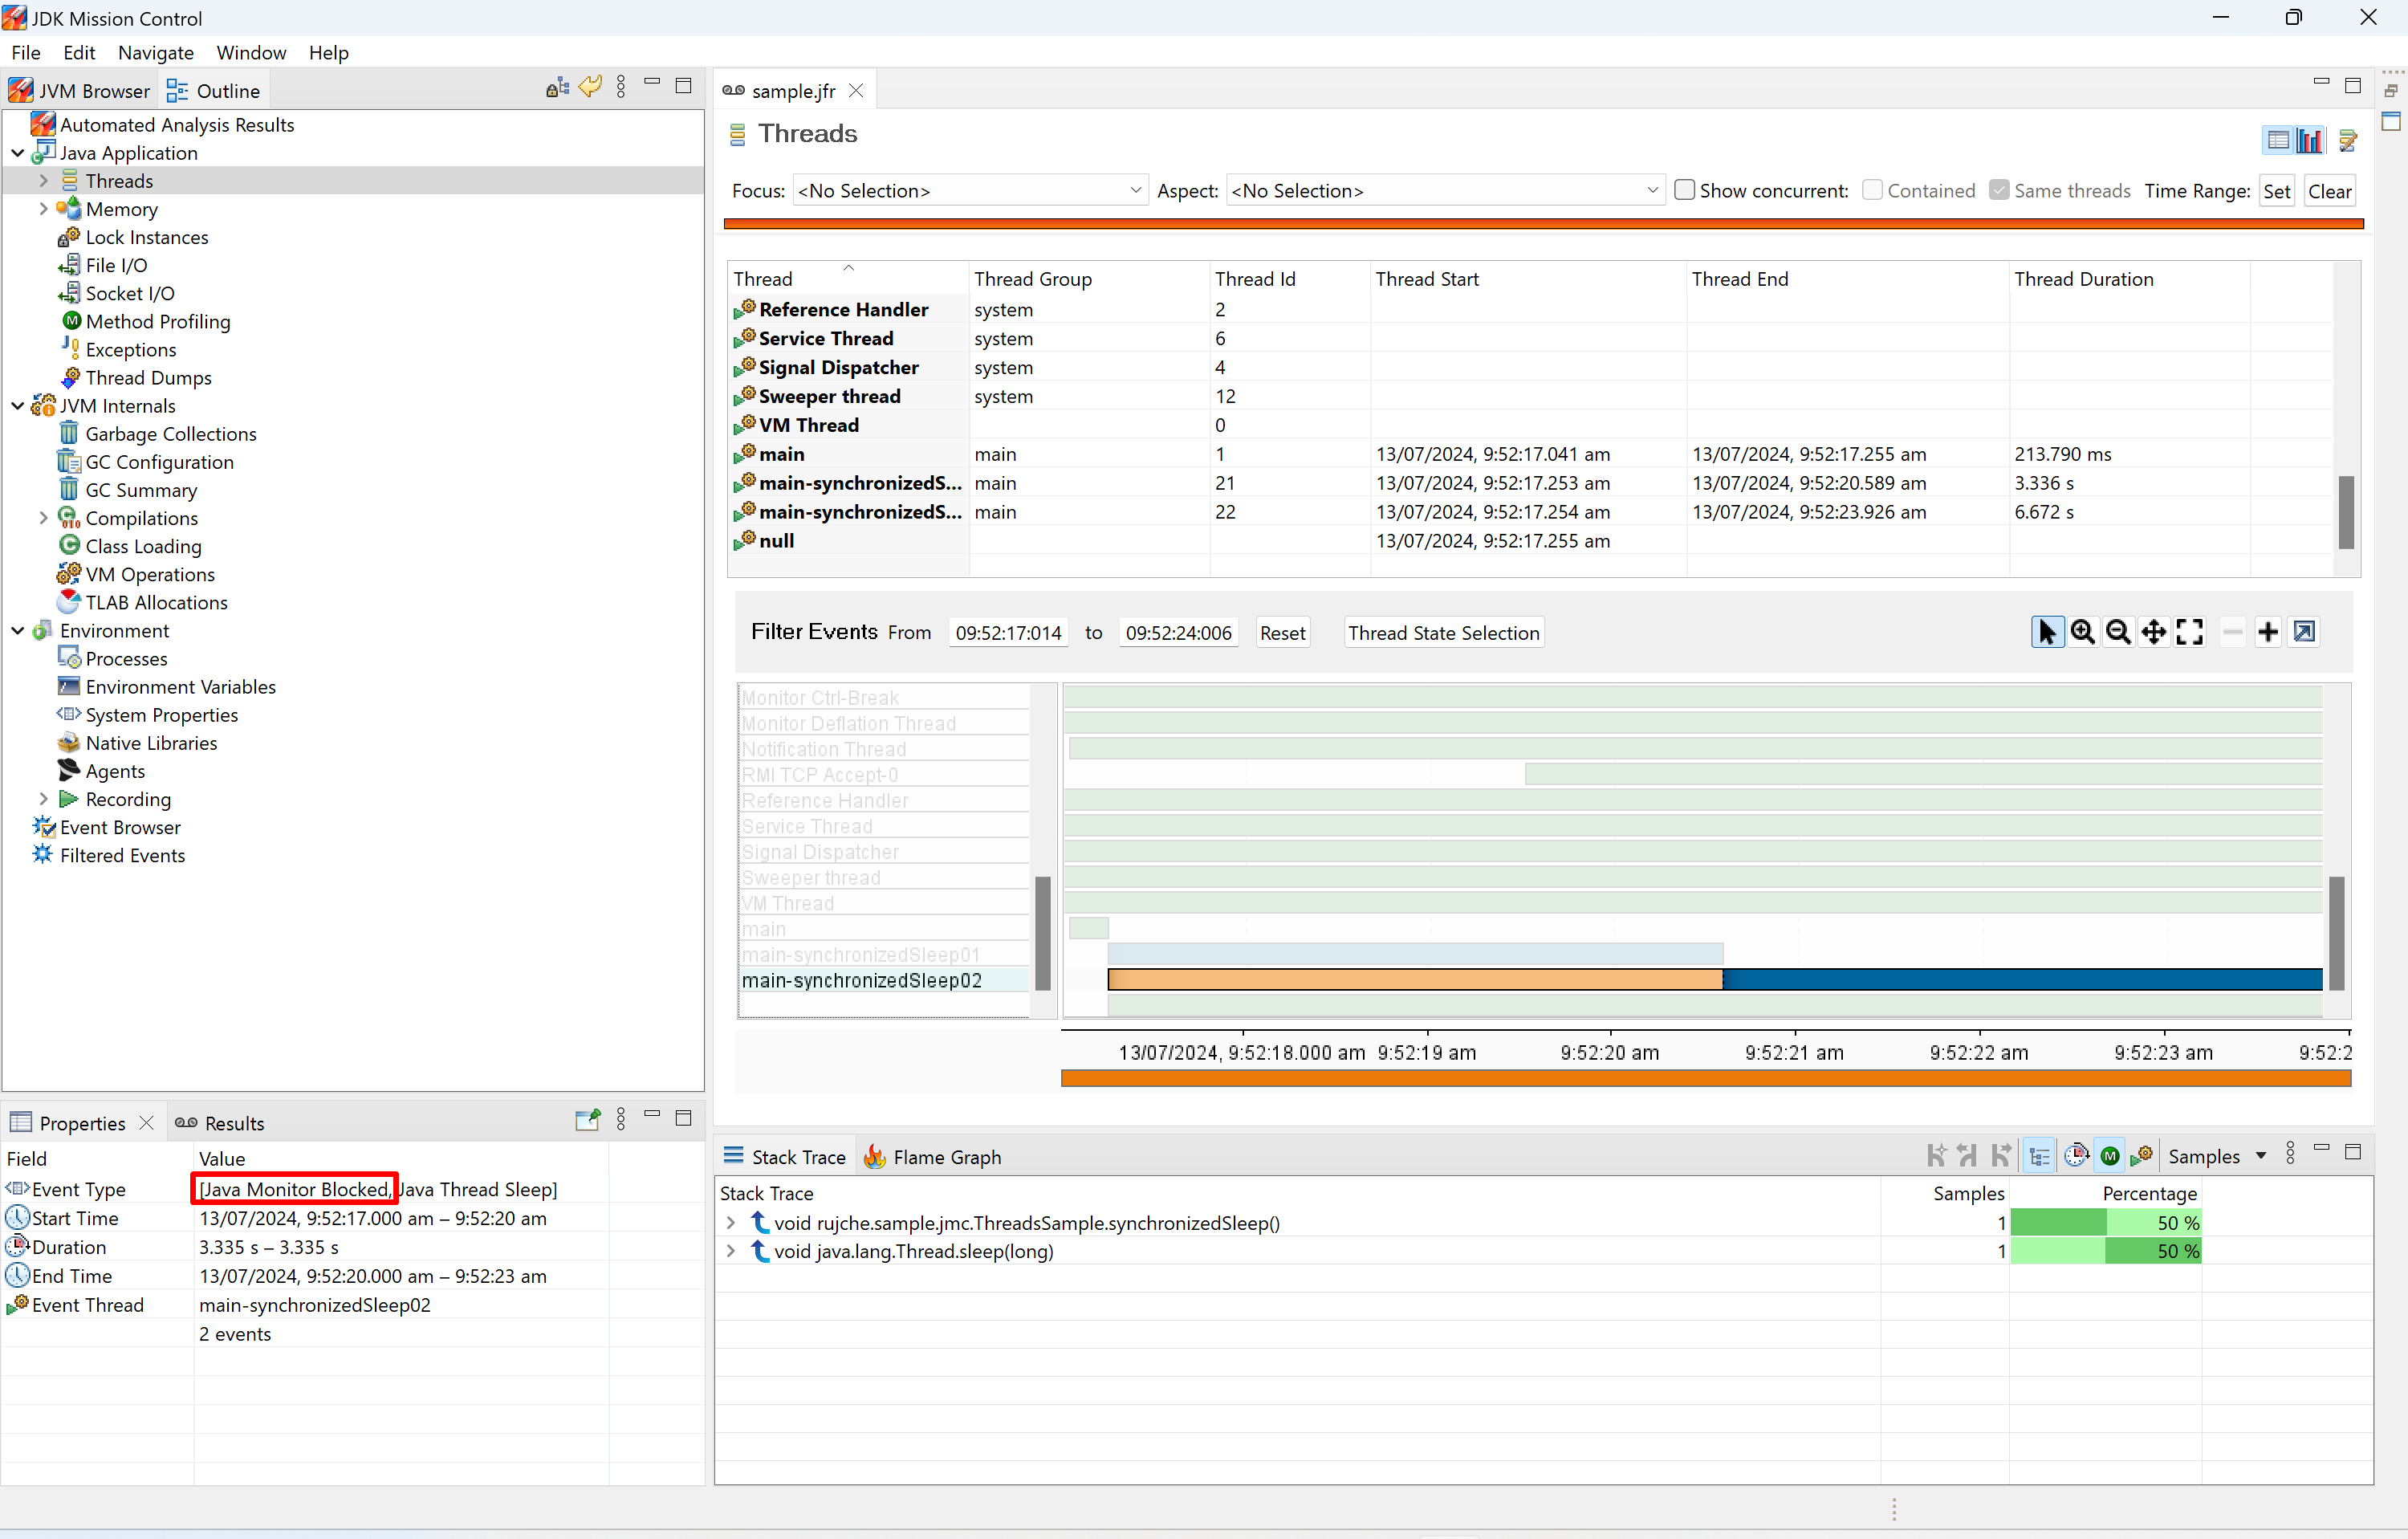 JDK Mission Control
File Edit Navigate Window Help
JVM Browser Outline
Automated Analysis Results
Java Application
Threads
Memory
Lock Instances
File I/O
Socket I/O
Method Profiling
Exceptions
Thread Dumps
JVM Internals
Garbage Collections
GC Configuration
GC Summary
Compilations
Class Loading
VM Operations
TLAB Allocations
Environment
Processes
Environment Variables
System Properties
Native Libraries
Agents
Recording
Event Browser
Filtered Events
Properties Results
Field Value
Event Type [Java Monitor Blocked, Java Thread Sleep]
Start Time 13/07/2024, 9:52:17.000 am – 9:52:20 am
Duration 3.335 s – 3.335 s
End Time 13/07/2024, 9:52:20.000 am – 9:52:23 am
Event Thread main-synchronizedSleep02
2 events
sample.jfr
Threads
Focus: <No Selection> Aspect: <No Selection> Show concurrent: Contained Same threads Time Range: Set Clear
Thread Thread Group Thread Id Thread Start Thread End Thread Duration
Reference Handler system 2
Service Thread system 6
Signal Dispatcher system 4
Sweeper thread system 12
VM Thread 0
main main 1 13/07/2024, 9:52:17.041 am 13/07/2024, 9:52:17.255 am 213.790 ms
main-synchronizedS... main 21 13/07/2024, 9:52:17.253 am 13/07/2024, 9:52:20.589 am 3.336 s
main-synchronizedS... main 22 13/07/2024, 9:52:17.254 am 13/07/2024, 9:52:23.926 am 6.672 s
null 13/07/2024, 9:52:17.255 am
Filter Events From 09:52:17:014 to 09:52:24:006 Reset Thread State Selection
Monitor Ctrl-Break
Monitor Deflation Thread
Notification Thread
RMI TCP Accept-0
Reference Handler
Service Thread
Signal Dispatcher
Sweeper thread
VM Thread
main
main-synchronizedSleep01
main-synchronizedSleep02
13/07/2024, 9:52:18.000 am 9:52:19 am 9:52:20 am 9:52:21 am 9:52:22 am 9:52:23 am 9:52:2
Stack Trace Flame Graph Samples
Stack Trace Samples Percentage
void rujche.sample.jmc.ThreadsSample.synchronizedSleep() 1 50 %
void java.lang.Thread.sleep(long) 1 50 %